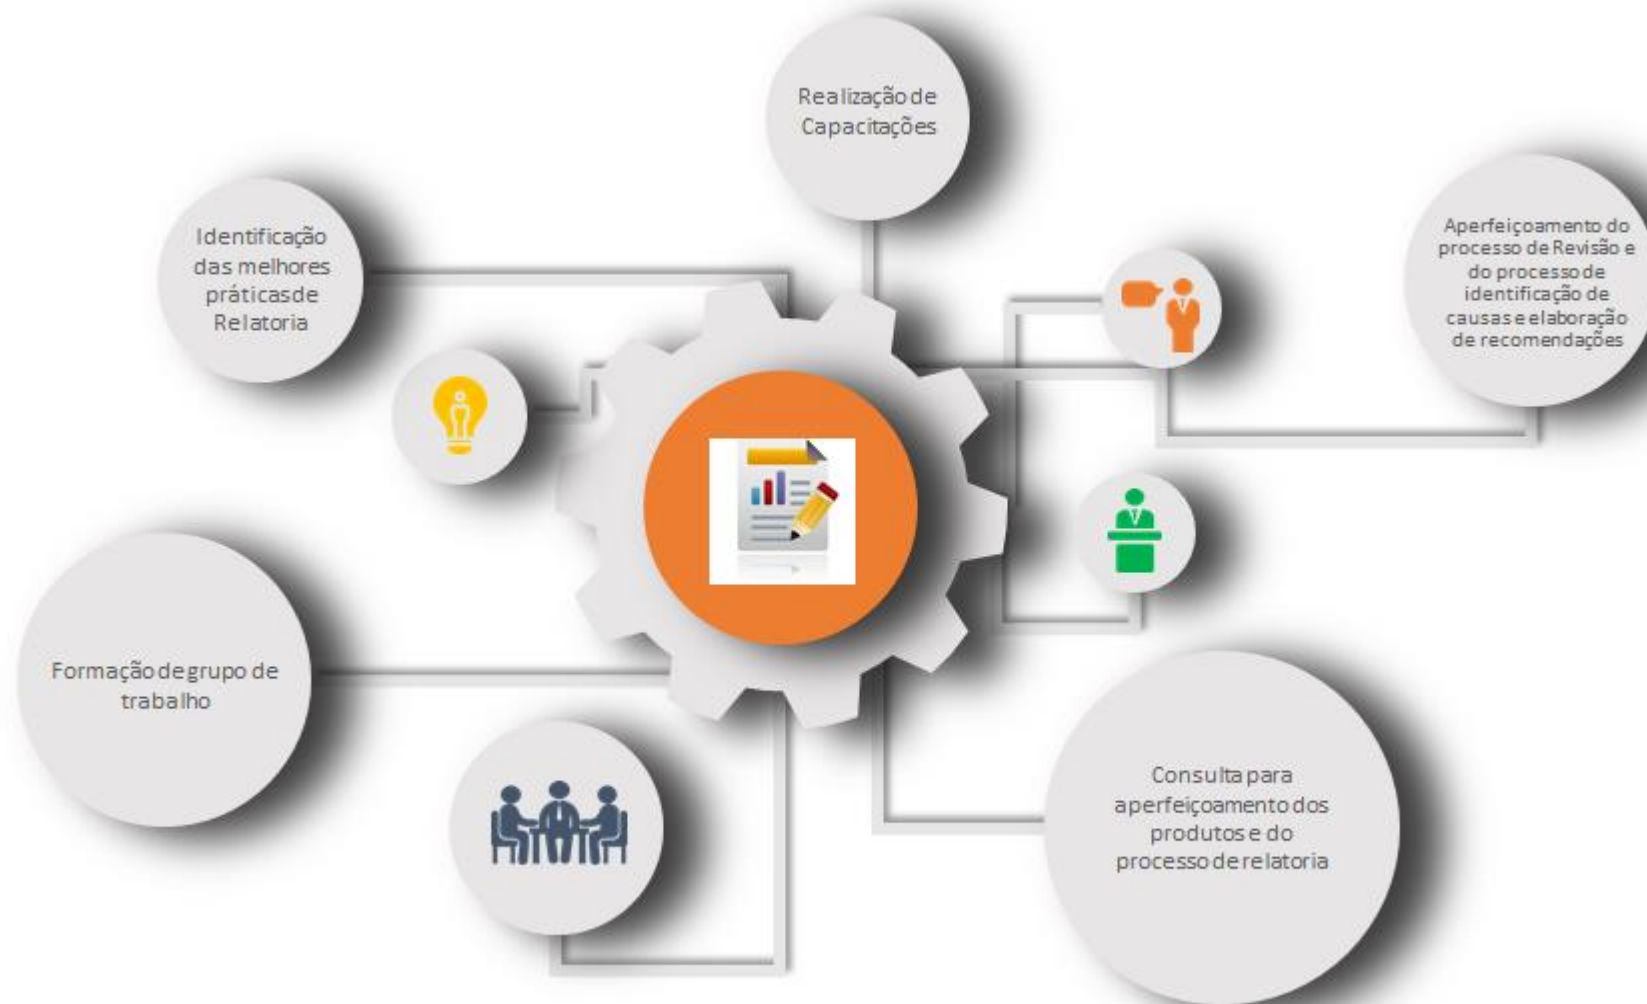 Realização de
Capacitações
Identificação
das melhores
práticas de
Relatoria
Aperfeiçoamento do
processo de Revisão e
do processo de
identificação de
causas e elaboração
de recomendações
Formação de grupo de
trabalho
Consulta para
aperfeiçoamento dos
produtos e do
processo de relatoria